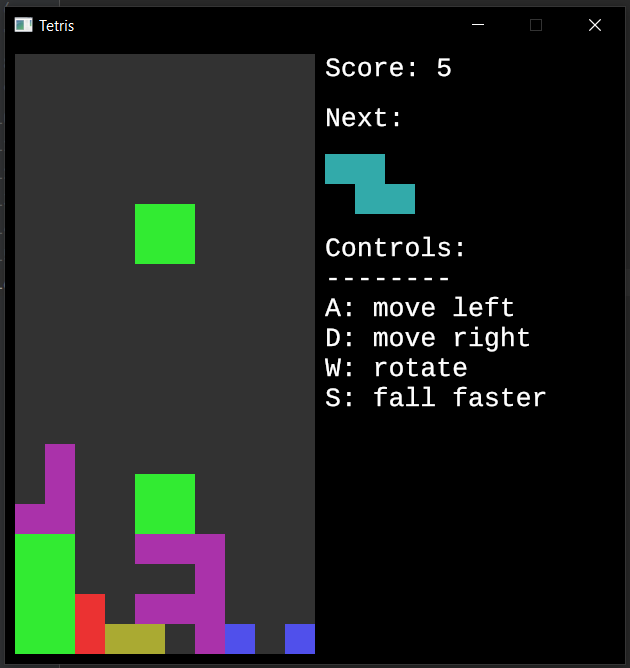 Tetris
Score: 5
Next:
Controls:
--------
A: move left
D: move right
W: rotate
S: fall faster